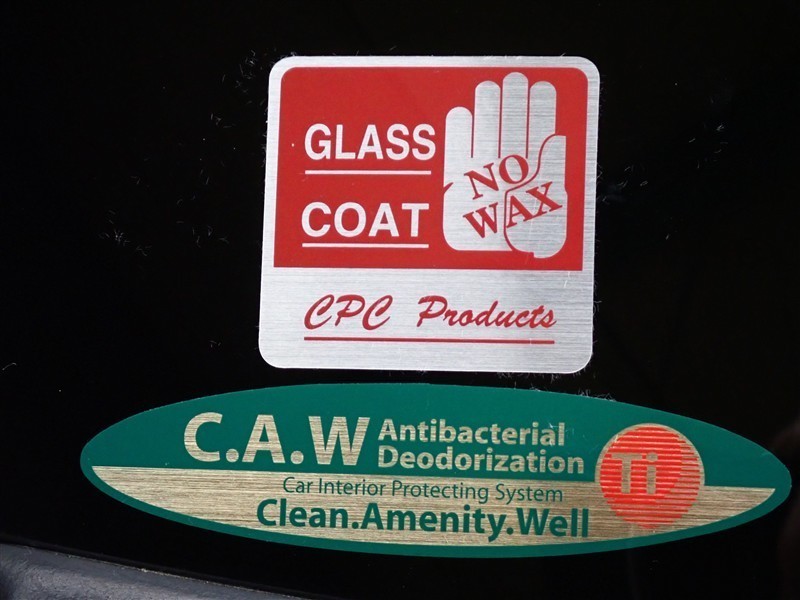 GLASS
COAT
NO
WAX
CPC Products
C.A.W
Antibacterial
Deodorization
Ti
Car Interior Protecting System
Clean.Amenity.Well